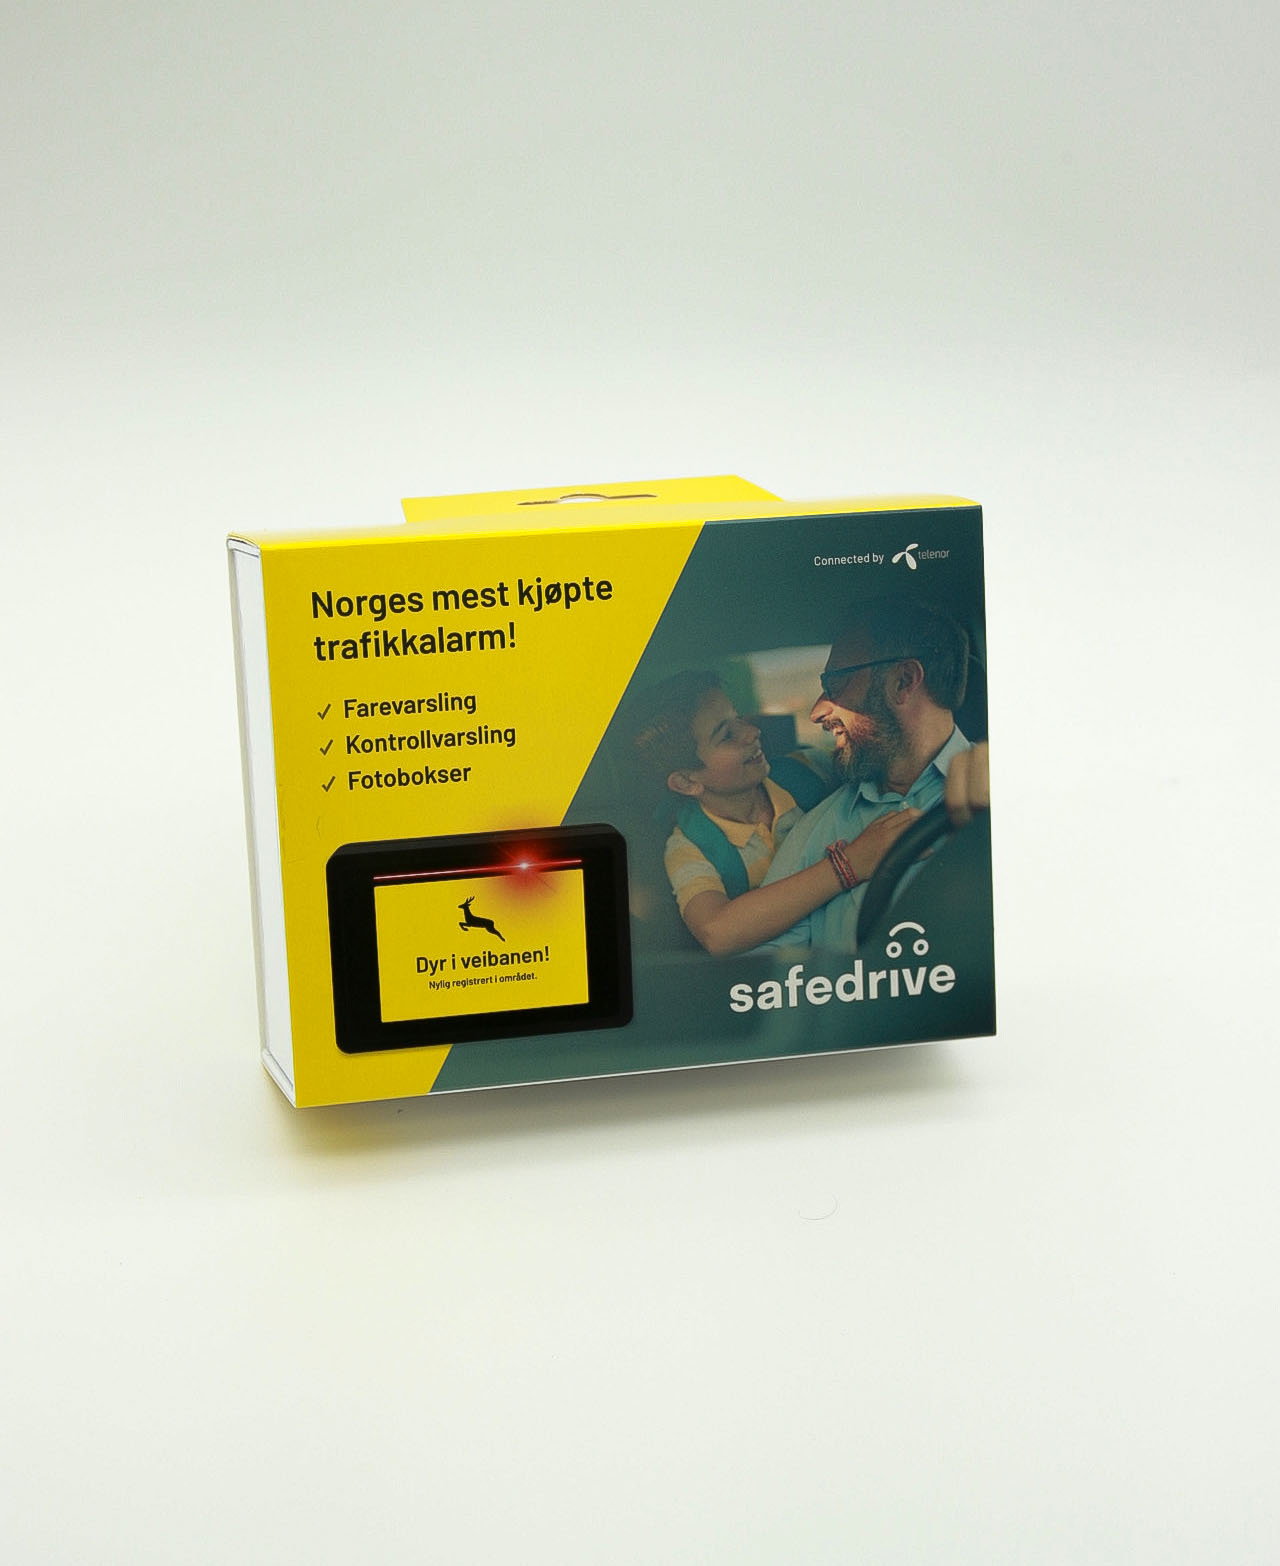 Connected by telenor
Norges mest kjøpte
trafikkalarm!
✓ Farevarsling
✓ Kontrollvarsling
✓ Fotobokser
Dyr i veibanen!
Nylig registrert i området.
safedrive